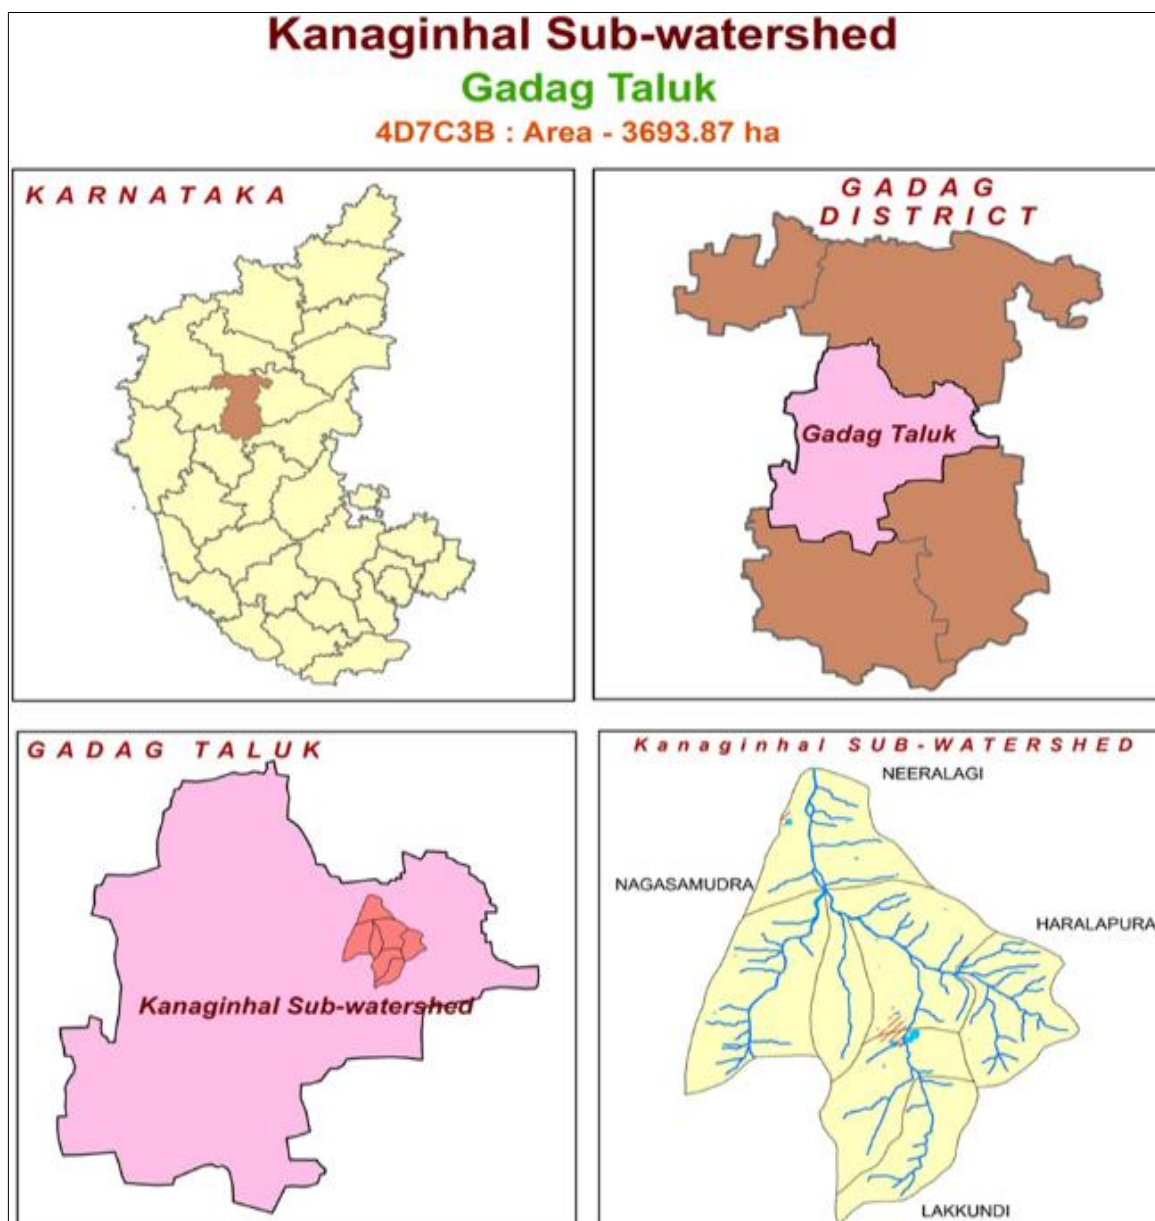 Kanaginhal Sub-watershed
Gadag Taluk
4D7C3B : Area - 3693.87 ha
KARNATAKA
GADAG
DISTRICT
Gadag Taluk
GADAG TALUK
Kanaginhal Sub-watershed
Kanaginhal SUB-WATERSHED
NEERALAGI
NAGASAMUDRA
HARALAPURA
LAKKUNDI